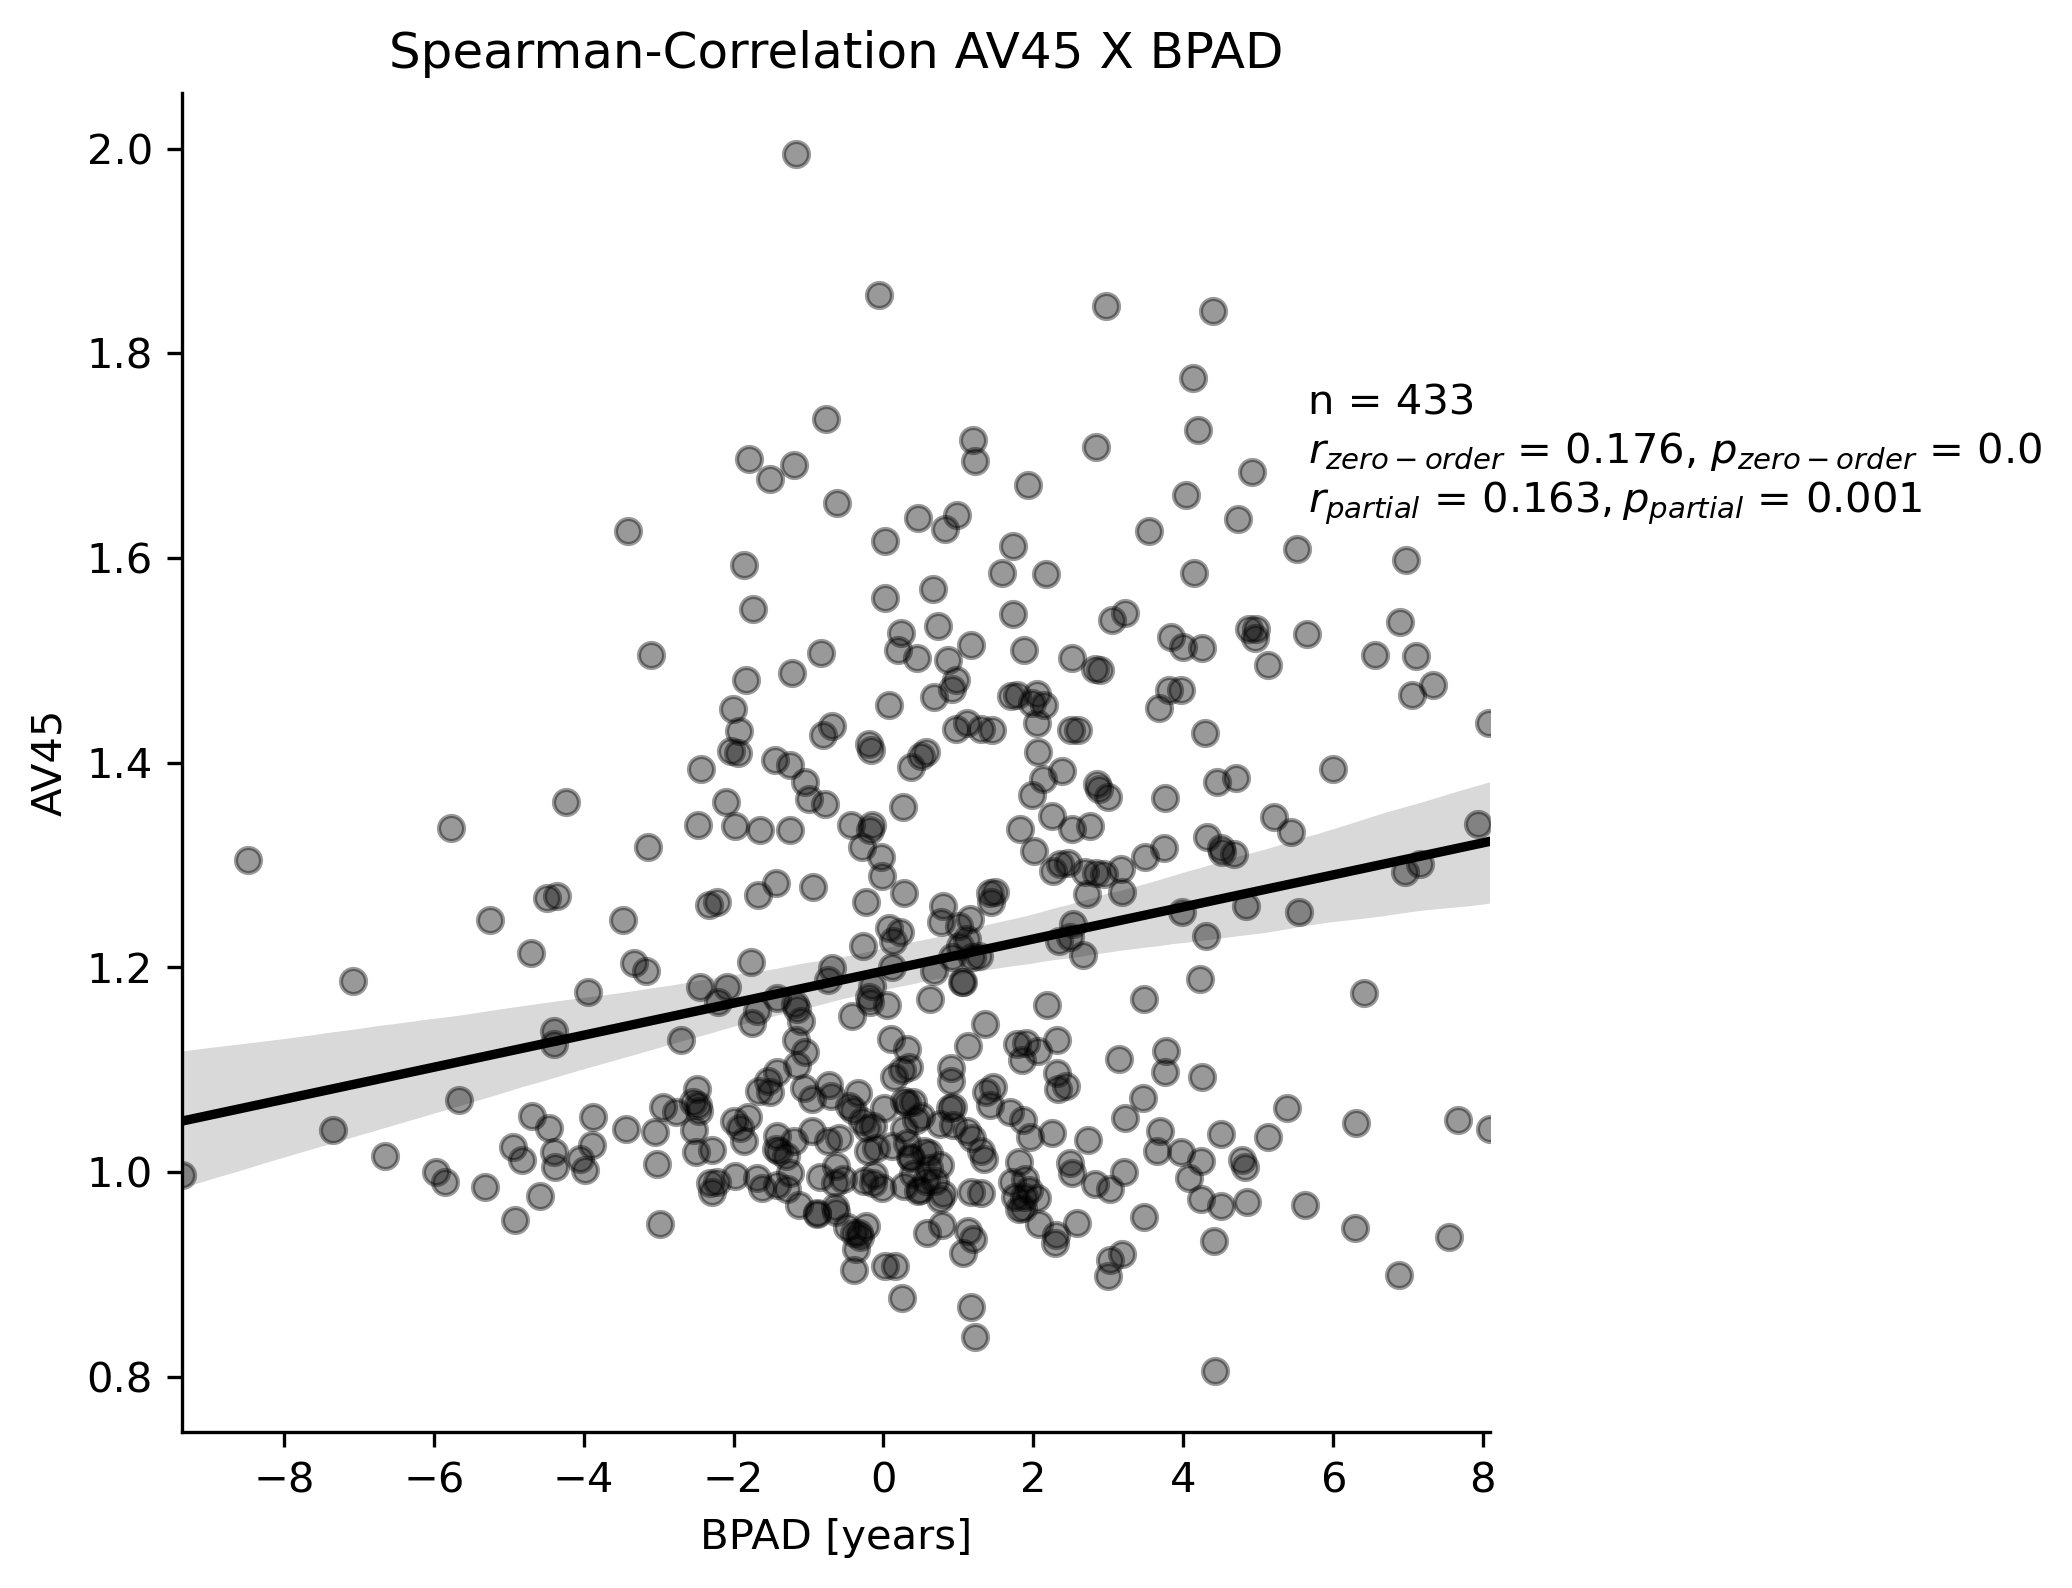 Spearman-Correlation AV45 X BPAD
2.0
1.8
n = 433
r_zero−order = 0.176, p_zero−order = 0.0
r_partial = 0.163, p_partial = 0.001
1.6
AV45
1.4
1.2
1.0
0.8
−8 −6 −4 −2 0 2 4 6 8
BPAD [years]